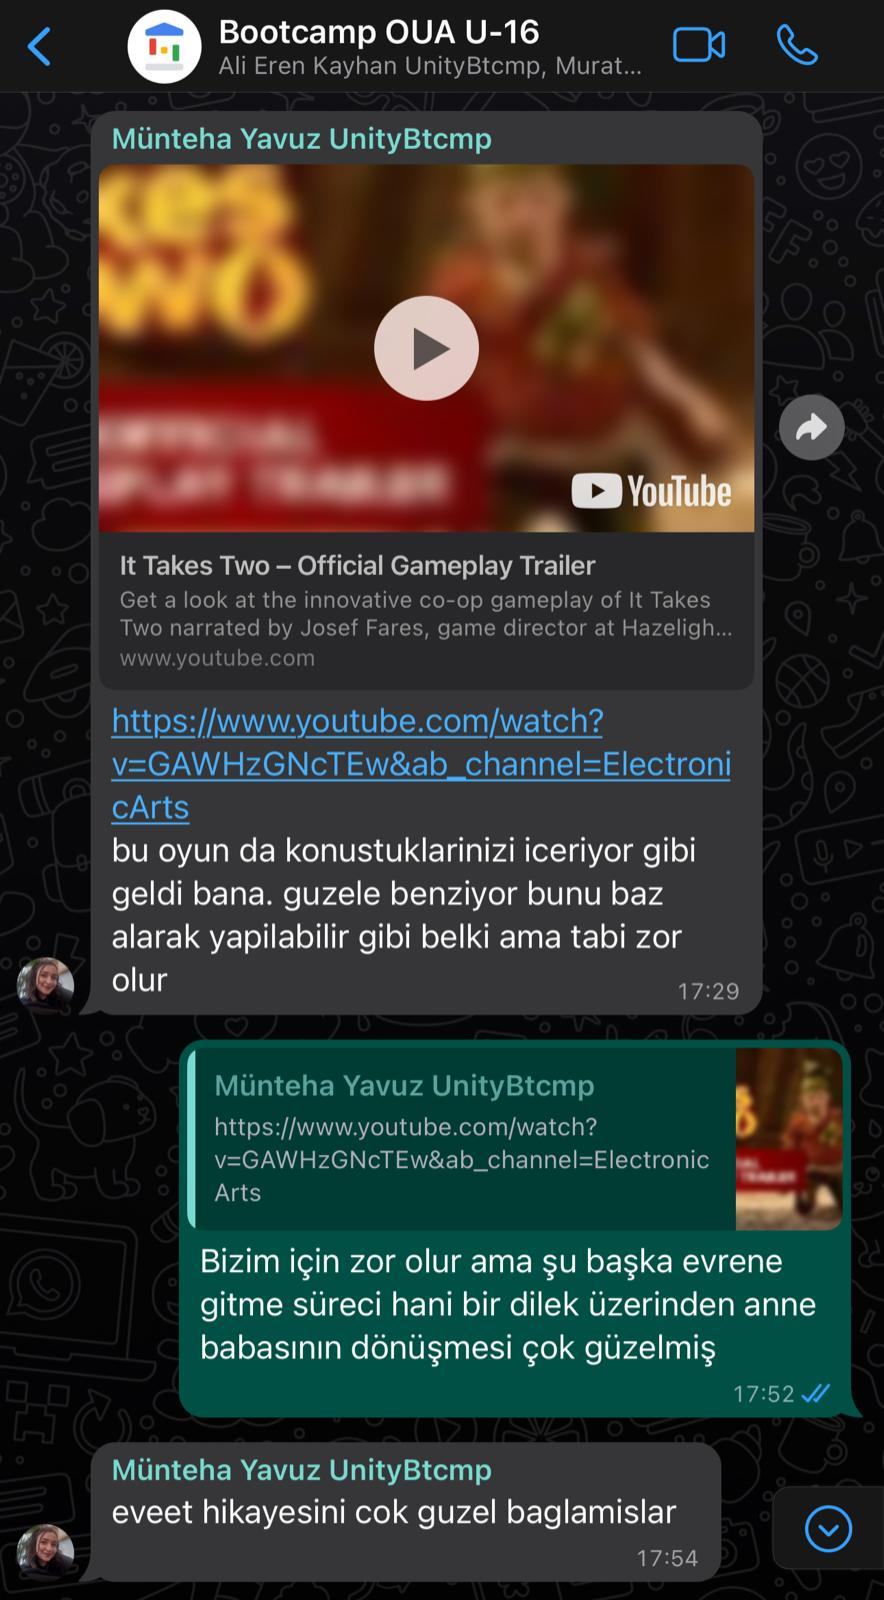 Bootcamp OUA U-16
Ali Eren Kayhan UnityBtcmp, Murat...
Münteha Yavuz UnityBtcmp
OFFICIAL
TRAILER
YouTube
It Takes Two – Official Gameplay Trailer
Get a look at the innovative co-op gameplay of It Takes
Two narrated by Josef Fares, game director at Hazeligh...
www.youtube.com
https://www.youtube.com/watch?
v=GAWHzGNcTEw&ab_channel=Electroni
cArts
bu oyun da konustuklarinizi iceriyor gibi
geldi bana. guzele benziyor bunu baz
alarak yapilabilir gibi belki ama tabi zor
olur
17:29
Münteha Yavuz UnityBtcmp
https://www.youtube.com/watch?
v=GAWHzGNcTEw&ab_channel=Electronic
Arts
Bizim için zor olur ama şu başka evrene
gitme süreci hani bir dilek üzerinden anne
babasının dönüşmesi çok güzelmiş
17:52
Münteha Yavuz UnityBtcmp
eveet hikayesini cok guzel baglamislar
17:54